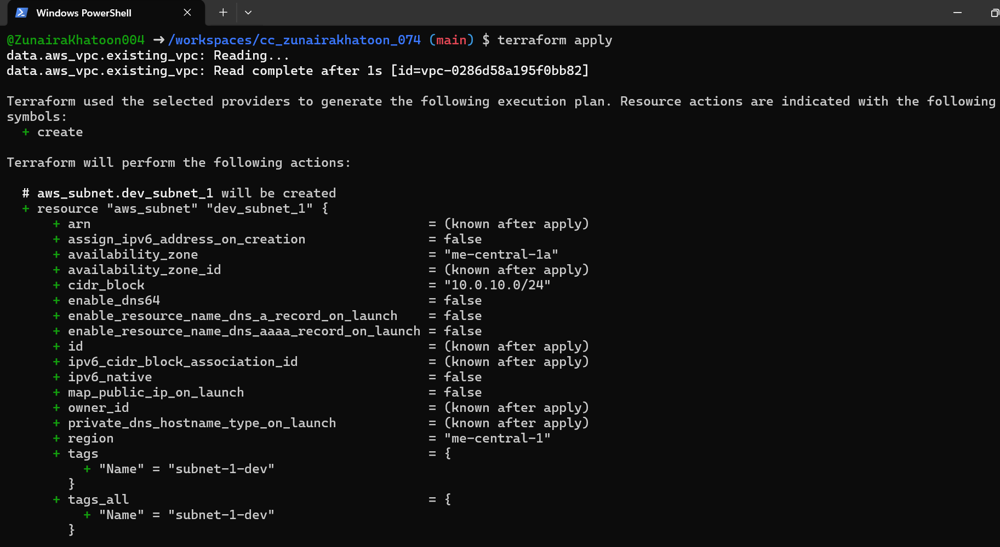 Windows PowerShell
@ZunairaKhatoon004 ➜ /workspaces/cc_zunairakhatoon_074 (main) $ terraform apply
data.aws_vpc.existing_vpc: Reading...
data.aws_vpc.existing_vpc: Read complete after 1s [id=vpc-0286d58a195f0bb82]
Terraform used the selected providers to generate the following execution plan. Resource actions are indicated with the following
symbols:
+ create
Terraform will perform the following actions:
# aws_subnet.dev_subnet_1 will be created
+ resource "aws_subnet" "dev_subnet_1" {
+ arn = (known after apply)
+ assign_ipv6_address_on_creation = false
+ availability_zone = "me-central-1a"
+ availability_zone_id = (known after apply)
+ cidr_block = "10.0.10.0/24"
+ enable_dns64 = false
+ enable_resource_name_dns_a_record_on_launch = false
+ enable_resource_name_dns_aaaa_record_on_launch = false
+ id = (known after apply)
+ ipv6_cidr_block_association_id = (known after apply)
+ ipv6_native = false
+ map_public_ip_on_launch = false
+ owner_id = (known after apply)
+ private_dns_hostname_type_on_launch = (known after apply)
+ region = "me-central-1"
+ tags = {
+ "Name" = "subnet-1-dev"
}
+ tags_all = {
+ "Name" = "subnet-1-dev"
}